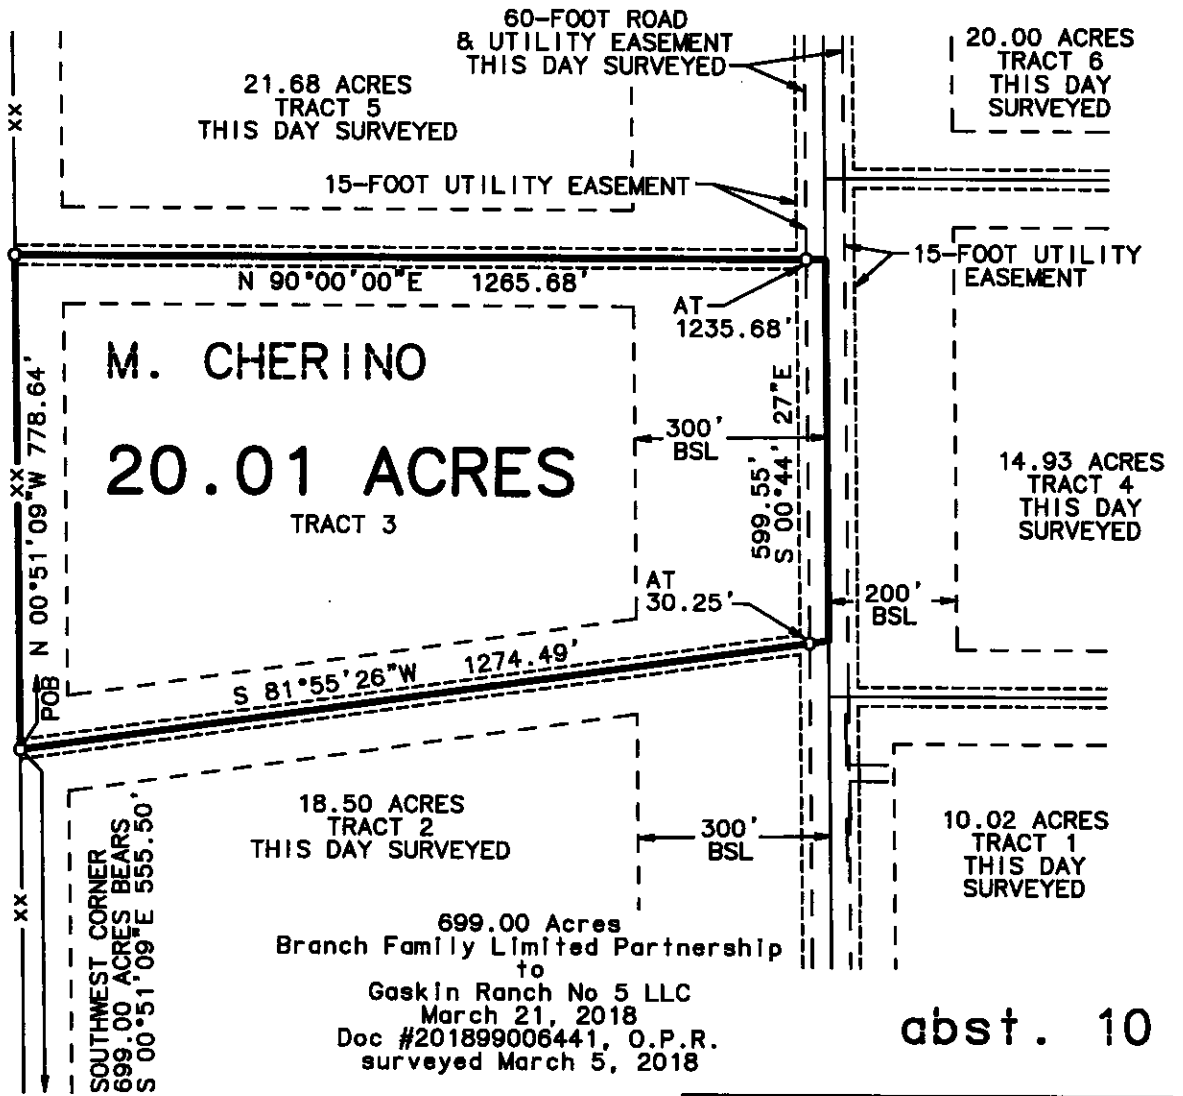 60-FOOT ROAD
& UTILITY EASEMENT
THIS DAY SURVEYED
20.00 ACRES
TRACT 6
THIS DAY
SURVEYED
21.68 ACRES
TRACT 5
THIS DAY SURVEYED
XX
15-FOOT UTILITY EASEMENT
15-FOOT UTILITY
EASEMENT
N 90°00'00"E 1265.68'
AT
1235.68'
M. CHERINO
20.01 ACRES
TRACT 3
XX
N 00°51'09"W 778.64'
POB
300'
BSL
599.55'
S 00°44' 27"E
14.93 ACRES
TRACT 4
THIS DAY
SURVEYED
AT
30.25'
200'
BSL
S 81°55'26"W 1274.49'
18.50 ACRES
TRACT 2
THIS DAY SURVEYED
300'
BSL
10.02 ACRES
TRACT 1
THIS DAY
SURVEYED
XX
SOUTHWEST CORNER
699.00 ACRES BEARS
S 00°51'09"E 555.50'
699.00 Acres
Branch Family Limited Partnership
to
Gaskin Ranch No 5 LLC
March 21, 2018
Doc #201899006441, O.P.R.
surveyed March 5, 2018
abst. 10